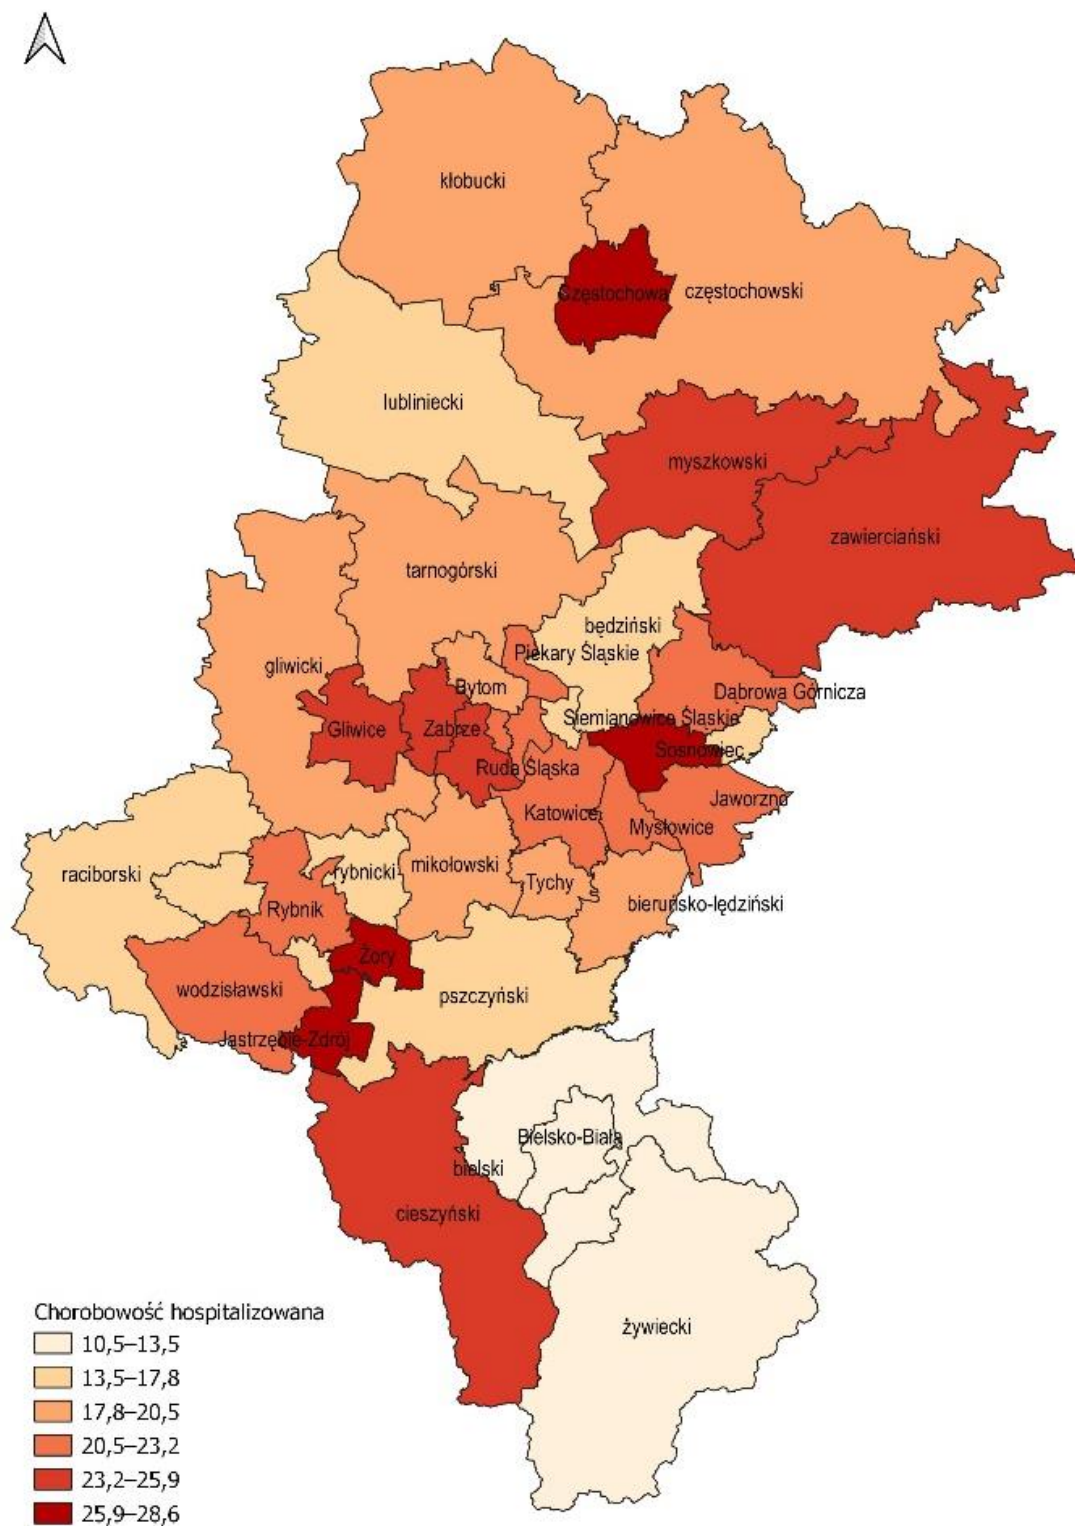 kłobucki
Częstochowa
częstochowski
lubliniecki
myszkowski
zawierciański
tarnogórski
będziński
Piekary Śląskie
gliwicki
Bytom
Dąbrowa Górnicza
Siemianowice Śląskie
Gliwice
Zabrze
Sosnowiec
Ruda Śląska
Jaworzno
Katowice
Mysłowice
raciborski
rybnicki
mikołowski
Tychy
Rybnik
bieruńsko-lędziński
Żory
wodzisławski
pszczyński
Jastrzębie-Zdrój
Bielsko-Biała
bielski
cieszyński
żywiecki
Chorobowość hospitalizowana
10,5–13,5
13,5–17,8
17,8–20,5
20,5–23,2
23,2–25,9
25,9–28,6